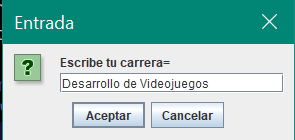 Entrada
Escribe tu carrera=
Desarrollo de Videojuegos
Aceptar Cancelar